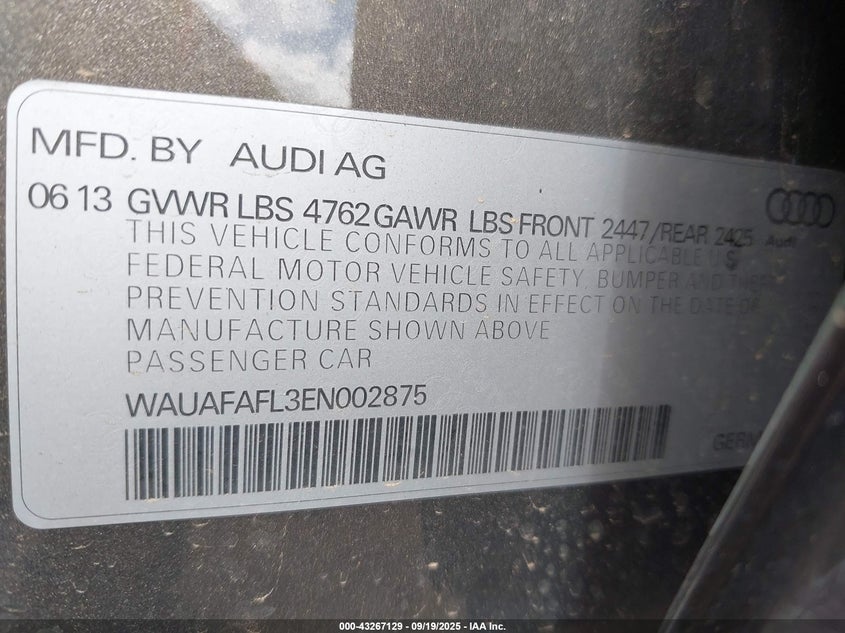 MFD. BY AUDI AG
06 13 GVWR LBS 4762 GAWR LBS FRONT 2447/REAR 2425
Audi
THIS VEHICLE CONFORMS TO ALL APPLICABLE U.S.
FEDERAL MOTOR VEHICLE SAFETY, BUMPER AND THEFT
PREVENTION STANDARDS IN EFFECT ON THE DATE OF
MANUFACTURE SHOWN ABOVE
PASSENGER CAR
WAUAFAFL3EN002875
000-43267129 - 09/19/2025 - IAA Inc.